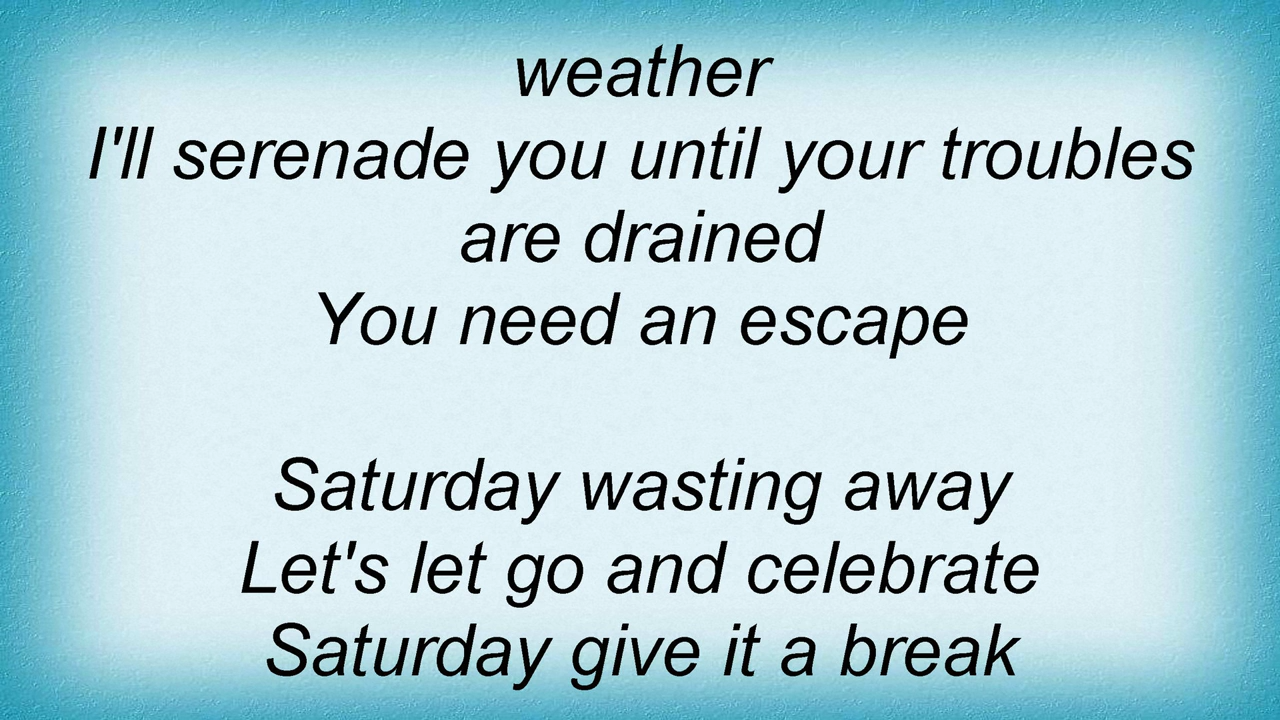 weather
I'll serenade you until your troubles
are drained
You need an escape

Saturday wasting away
Let's let go and celebrate
Saturday give it a break